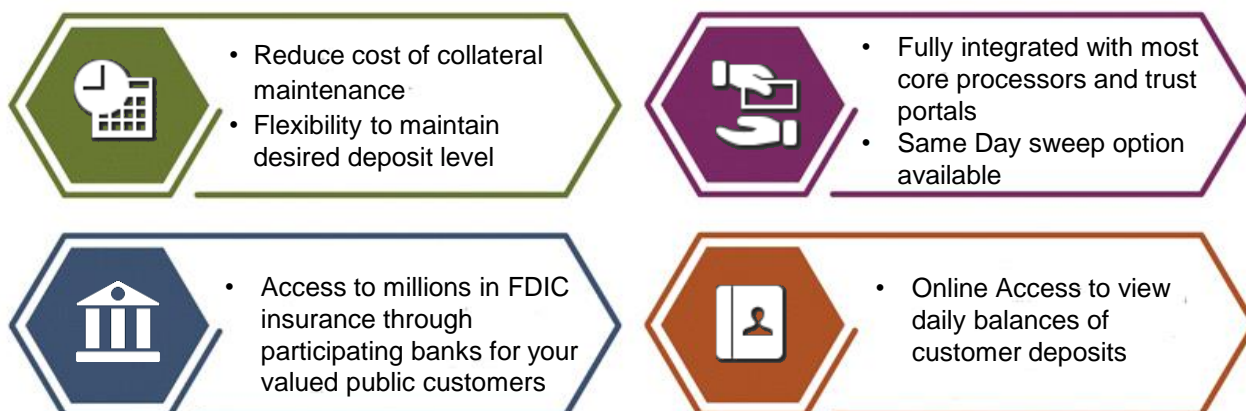 • Reduce cost of collateral
maintenance
• Flexibility to maintain
desired deposit level
• Fully integrated with most
core processors and trust
portals
• Same Day sweep option
available
• Access to millions in FDIC
insurance through
participating banks for your
valued public customers
• Online Access to view
daily balances of
customer deposits